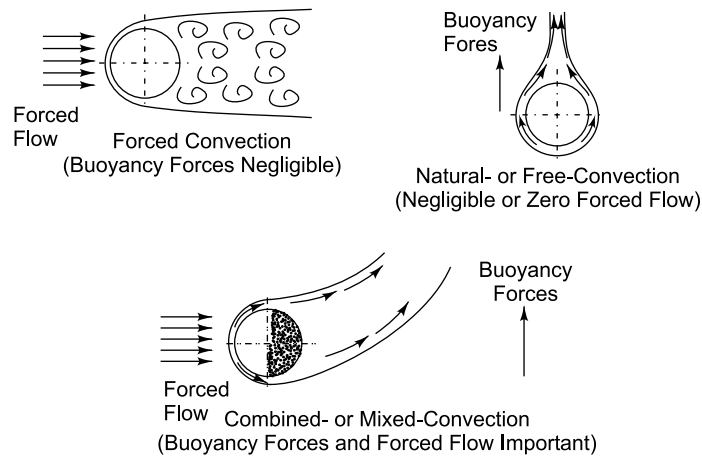 Forced
Flow
Forced Convection
(Buoyancy Forces Negligible)
Buoyancy
Fores
Natural- or Free-Convection
(Negligible or Zero Forced Flow)
Buoyancy
Forces
Forced
Flow
Combined- or Mixed-Convection
(Buoyancy Forces and Forced Flow Important)